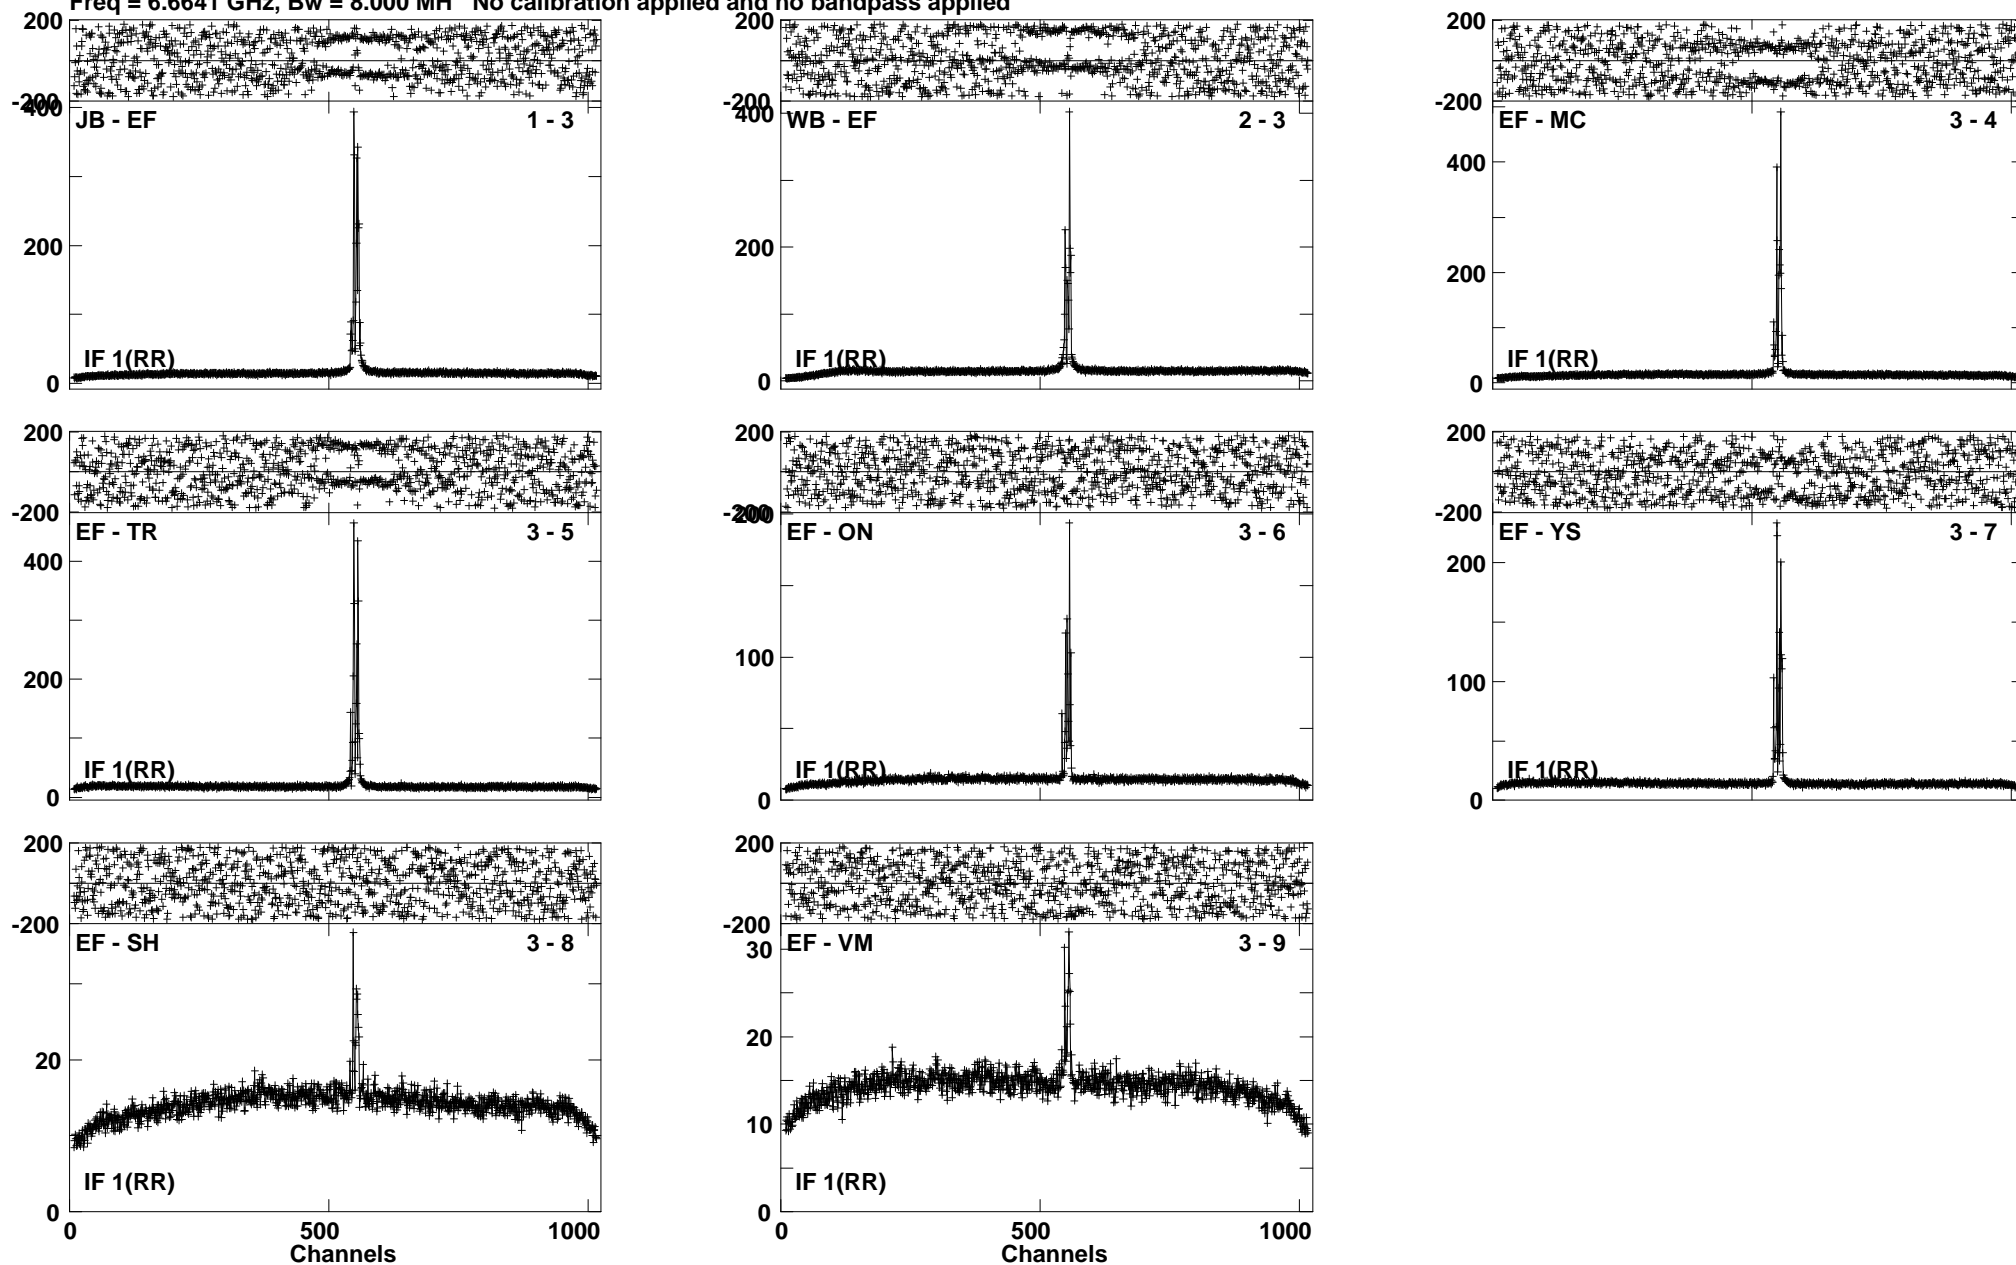 Freq = 6.6641 GHz, Bw = 8.000 MH No calibration applied and no bandpass applied
200
-200
400
200
0
JB - EF
1 - 3
IF 1(RR)
200
-200
400
200
0
WB - EF
2 - 3
IF 1(RR)
200
-200
400
200
0
EF - MC
3 - 4
IF 1(RR)
200
-200
400
200
0
EF - TR
3 - 5
IF 1(RR)
200
-200
200
100
0
EF - ON
3 - 6
IF 1(RR)
200
-200
200
100
0
EF - YS
3 - 7
IF 1(RR)
200
-200
20
0
EF - SH
3 - 8
IF 1(RR)
0
500
1000
Channels
200
-200
30
20
10
0
EF - VM
3 - 9
IF 1(RR)
0
500
1000
Channels